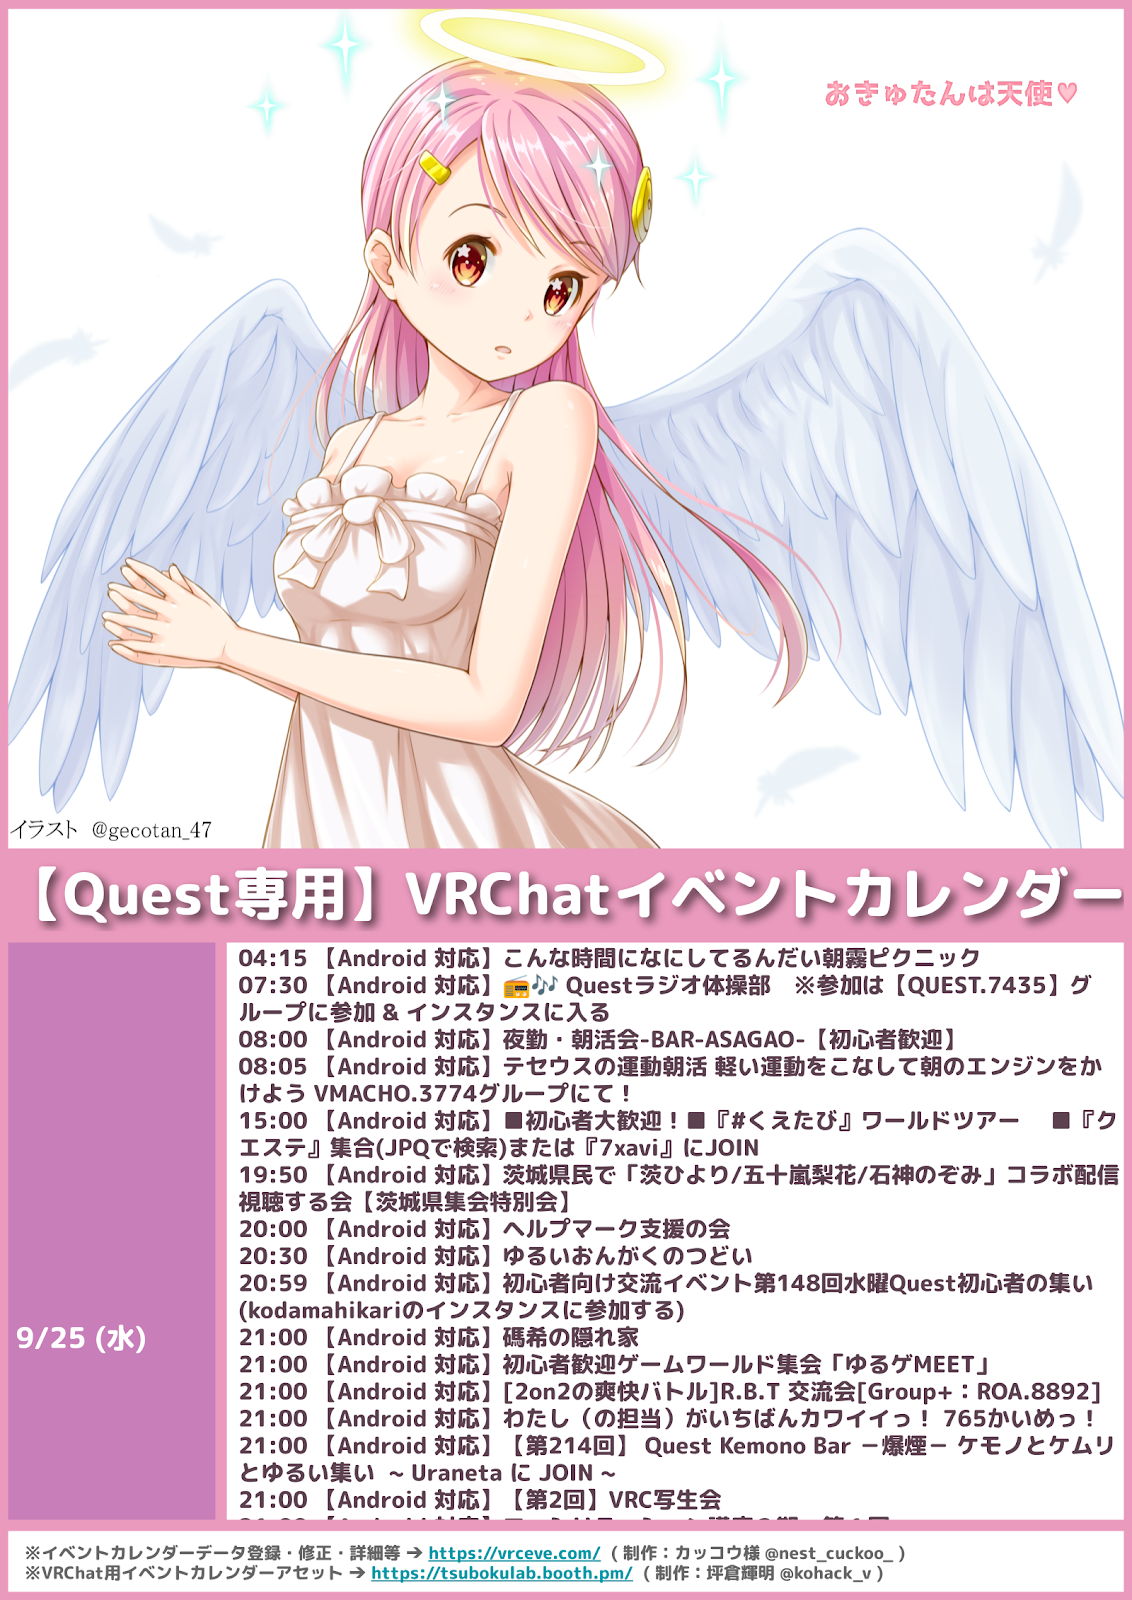 おきゅたんは天使♥
イラスト @gecotan_47
【Quest専用】VRChatイベントカレンダー
9/25 (水)
04:15 【Android 対応】こんな時間になにしてるんだい朝霧ピクニック
07:30 【Android 対応】📻🎶 Questラジオ体操部　※参加は【QUEST.7435】グ
ループに参加 & インスタンスに入る
08:00 【Android 対応】夜勤・朝活会-BAR-ASAGAO-【初心者歓迎】
08:05 【Android 対応】テセウスの運動朝活 軽い運動をこなして朝のエンジンをか
けよう VMACHO.3774グループにて！
15:00 【Android 対応】■初心者大歓迎！■『#くえたび』ワールドツアー　■『ク
エステ』集合(JPQで検索)または『7xavi』にJOIN
19:50 【Android 対応】茨城県民で「茨ひより/五十嵐梨花/石神のぞみ」コラボ配信
視聴する会【茨城県集会特別会】
20:00 【Android 対応】ヘルプマーク支援の会
20:30 【Android 対応】ゆるいおんがくのつどい
20:59 【Android 対応】初心者向け交流イベント第148回水曜Quest初心者の集い
(kodamahikariのインスタンスに参加する)
21:00 【Android 対応】碼希の隠れ家
21:00 【Android 対応】初心者歓迎ゲームワールド集会「ゆるゲMEET」
21:00 【Android 対応】[2on2の爽快バトル]R.B.T 交流会[Group+：ROA.8892]
21:00 【Android 対応】わたし（の担当）がいちばんカワイイっ！ 765かいめっ！
21:00 【Android 対応】【第214回】 Quest Kemono Bar －爆煙－ ケモノとケムリ
とゆるい集い ～ Uraneta に JOIN ～
21:00 【Android 対応】【第2回】VRC写生会
※イベントカレンダーデータ登録・修正・詳細等 ➔ https://vrceve.com/ ( 制作：カッコウ様 @nest_cuckoo_ )
※VRChat用イベントカレンダーアセット ➔ https://tsubokulab.booth.pm/ ( 制作：坪倉輝明 @kohack_v )